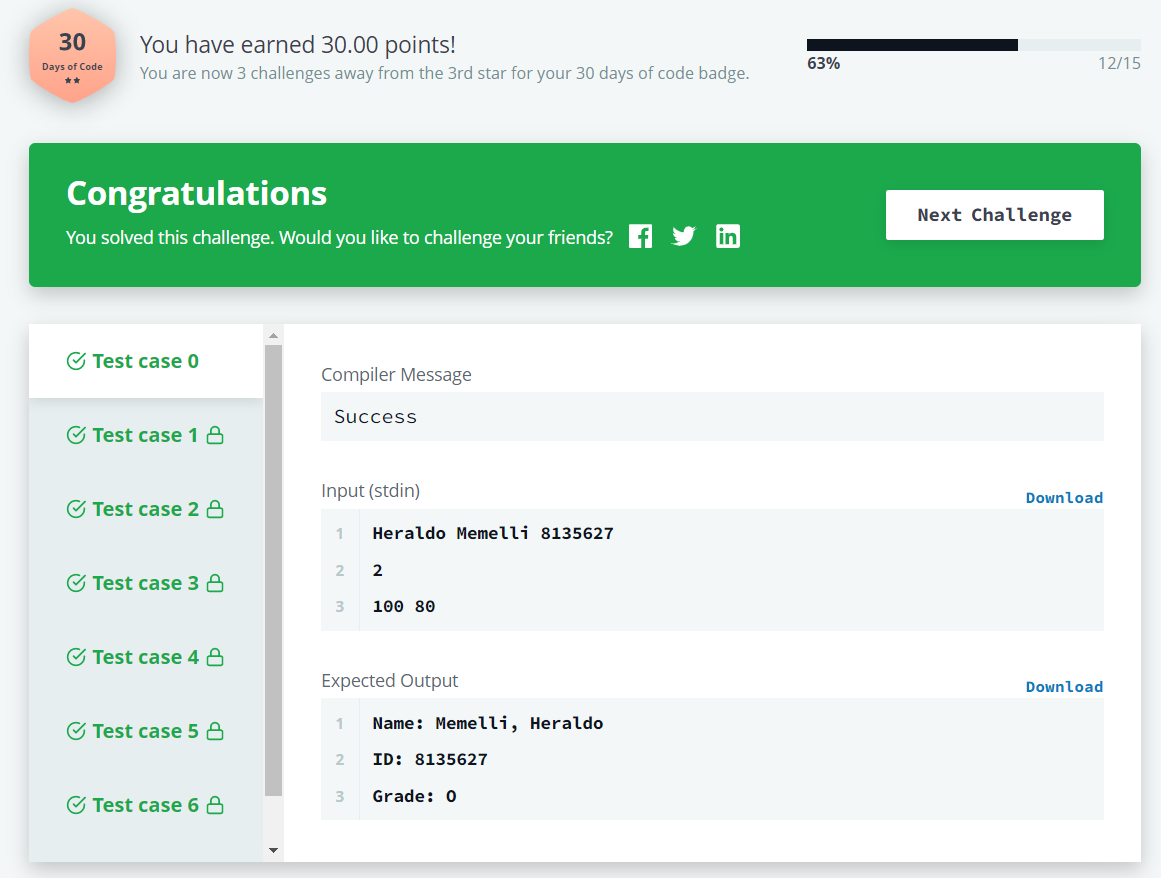 30
Days of Code
You have earned 30.00 points!
You are now 3 challenges away from the 3rd star for your 30 days of code badge.
63%
12/15
Congratulations
You solved this challenge. Would you like to challenge your friends?
Next Challenge
Test case 0
Test case 1
Test case 2
Test case 3
Test case 4
Test case 5
Test case 6
Compiler Message
Success
Input (stdin)
Download
1 Heraldo Memelli 8135627
2 2
3 100 80
Expected Output
Download
1 Name: Memelli, Heraldo
2 ID: 8135627
3 Grade: O